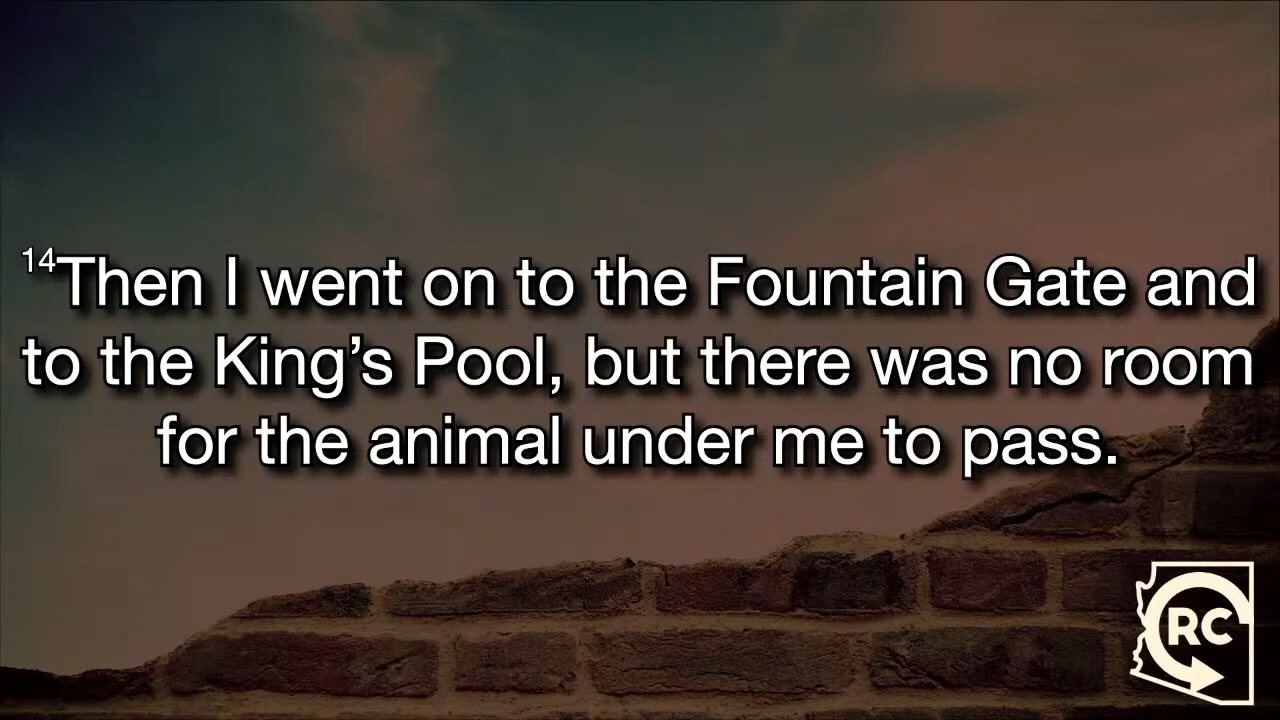 14Then I went on to the Fountain Gate and
to the King’s Pool, but there was no room
for the animal under me to pass.
RC